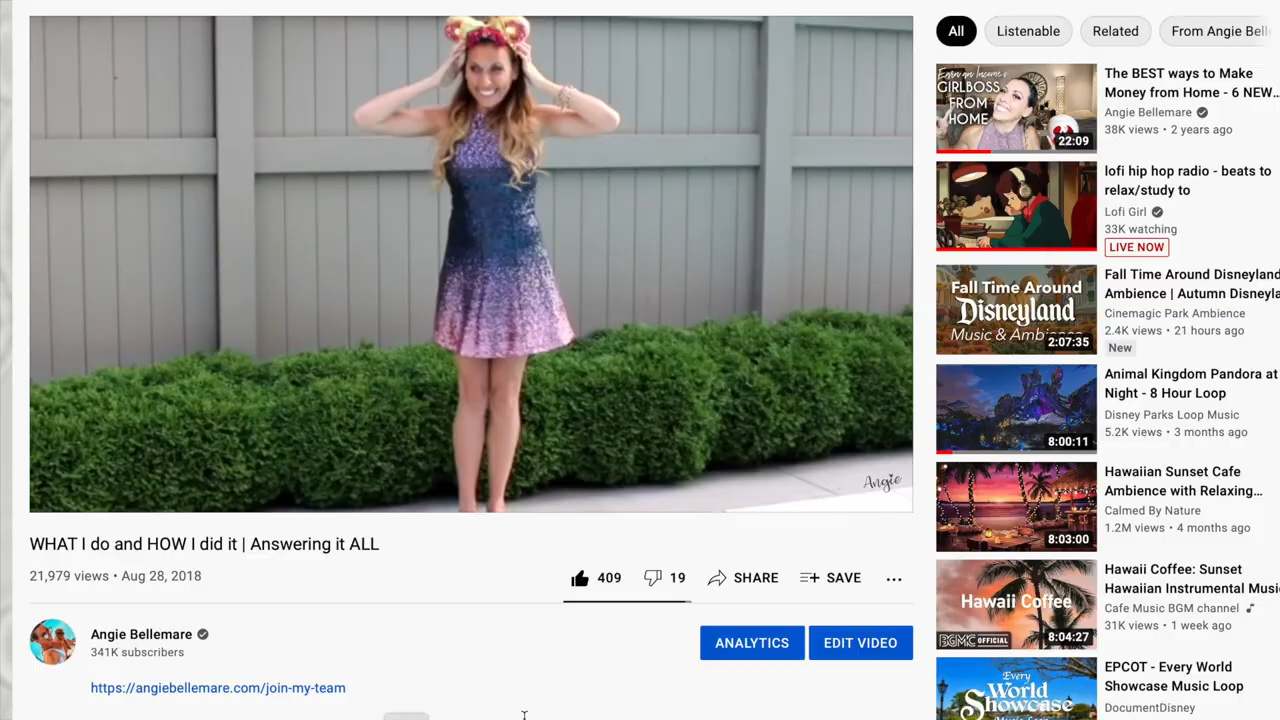 Angie
WHAT I do and HOW I did it | Answering it ALL
21,979 views • Aug 28, 2018
409
19
SHARE
SAVE
Angie Bellemare
341K subscribers
ANALYTICS
EDIT VIDEO
https://angiebellemare.com/join-my-team
All
Listenable
Related
From Angie Bell
Earn an Income
GIRLBOSS
FROM
HOME
22:09
The BEST ways to Make
Money from Home - 6 NEW...
Angie Bellemare
38K views • 2 years ago
lofi hip hop radio - beats to
relax/study to
Lofi Girl
33K watching
LIVE NOW
Fall Time Around
Disneyland
Music & Ambience
2:07:35
Fall Time Around Disneyland
Ambience | Autumn Disneyla
Cinemagic Park Ambience
2.4K views • 21 hours ago
New
8:00:11
Animal Kingdom Pandora at
Night - 8 Hour Loop
Disney Parks Loop Music
5.2K views • 3 months ago
8:03:00
Hawaiian Sunset Cafe
Ambience with Relaxing...
Calmed By Nature
1.2M views • 4 months ago
Hawaii Coffee
BGMC OFFICIAL
8:04:27
Hawaii Coffee: Sunset
Hawaiian Instrumental Musi
Cafe Music BGM channel
31K views • 1 week ago
Every
World
Showcase
EPCOT - Every World
Showcase Music Loop
DocumentDisney